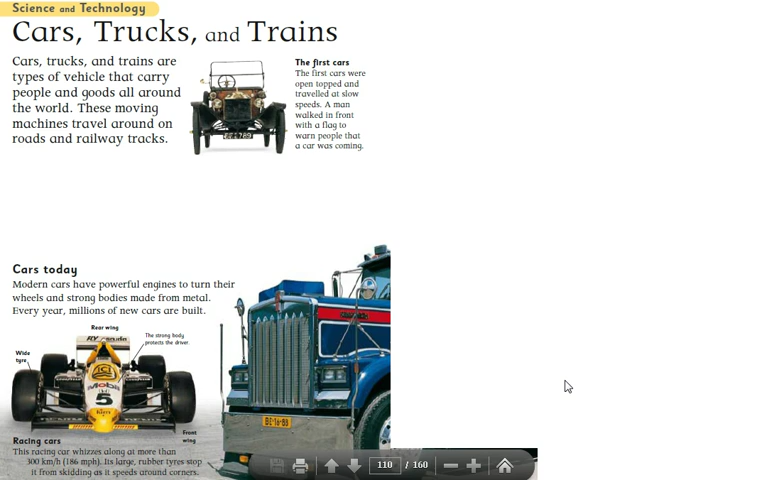 Science and Technology
Cars, Trucks, and Trains
Cars, trucks, and trains are
types of vehicle that carry
people and goods all around
the world. These moving
machines travel around on
roads and railway tracks.
The first cars
The first cars were
open topped and
travelled at slow
speeds. A man
walked in front
with a flag to
warn people that
a car was coming.
Cars today
Modern cars have powerful engines to turn their
wheels and strong bodies made from metal.
Every year, millions of new cars are built.
Rear wing
The strong body
protects the driver.
Wide
tyre
Mobil
5
Front
wing
Racing cars
This racing car whizzes along at more than
300 km/h (186 mph). Its large, rubber tyres stop
it from skidding as it speeds around corners.
110 / 160